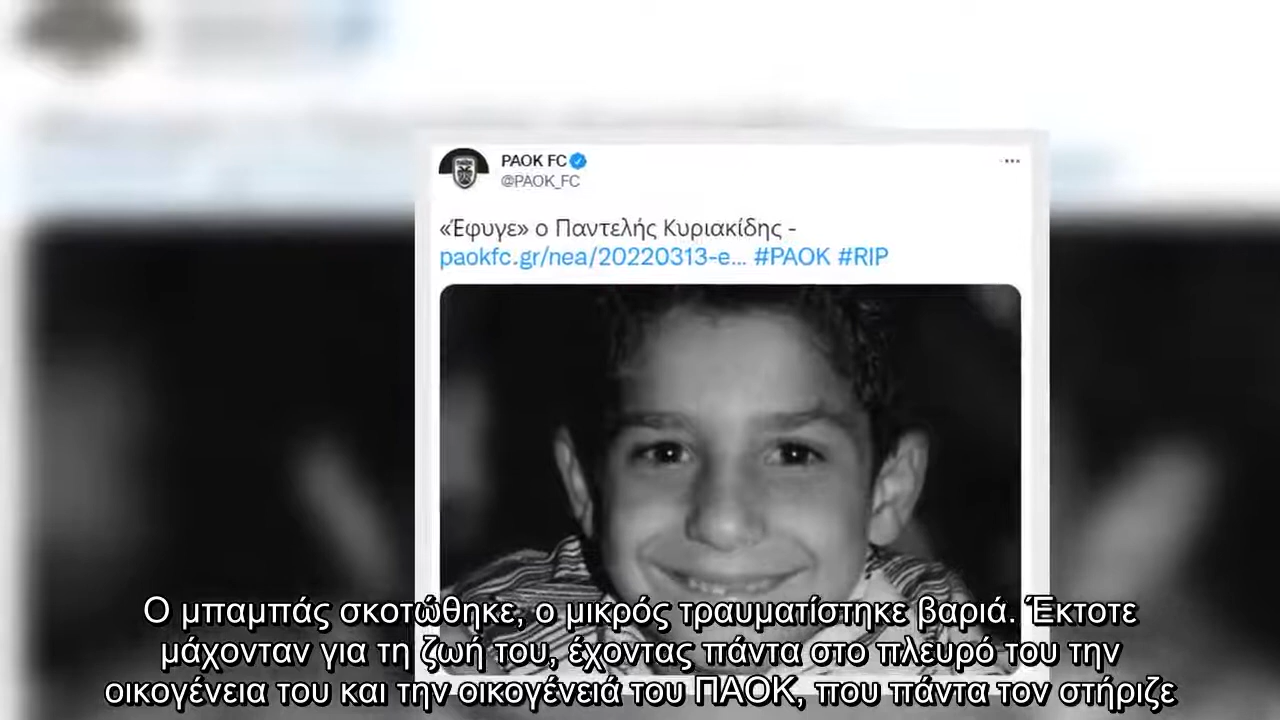 PAOK FC
@PAOK_FC
«Έφυγε» ο Παντελής Κυριακίδης -
paokfc.gr/nea/20220313-e... #PAOK #RIP
Ο μπαμπάς σκοτώθηκε, ο μικρός τραυματίστηκε βαριά. Έκτοτε
μάχονταν για τη ζωή του, έχοντας πάντα στο πλευρό του την
οικογένεια του και την οικογένειά του ΠΑΟΚ, που πάντα τον στήριζε